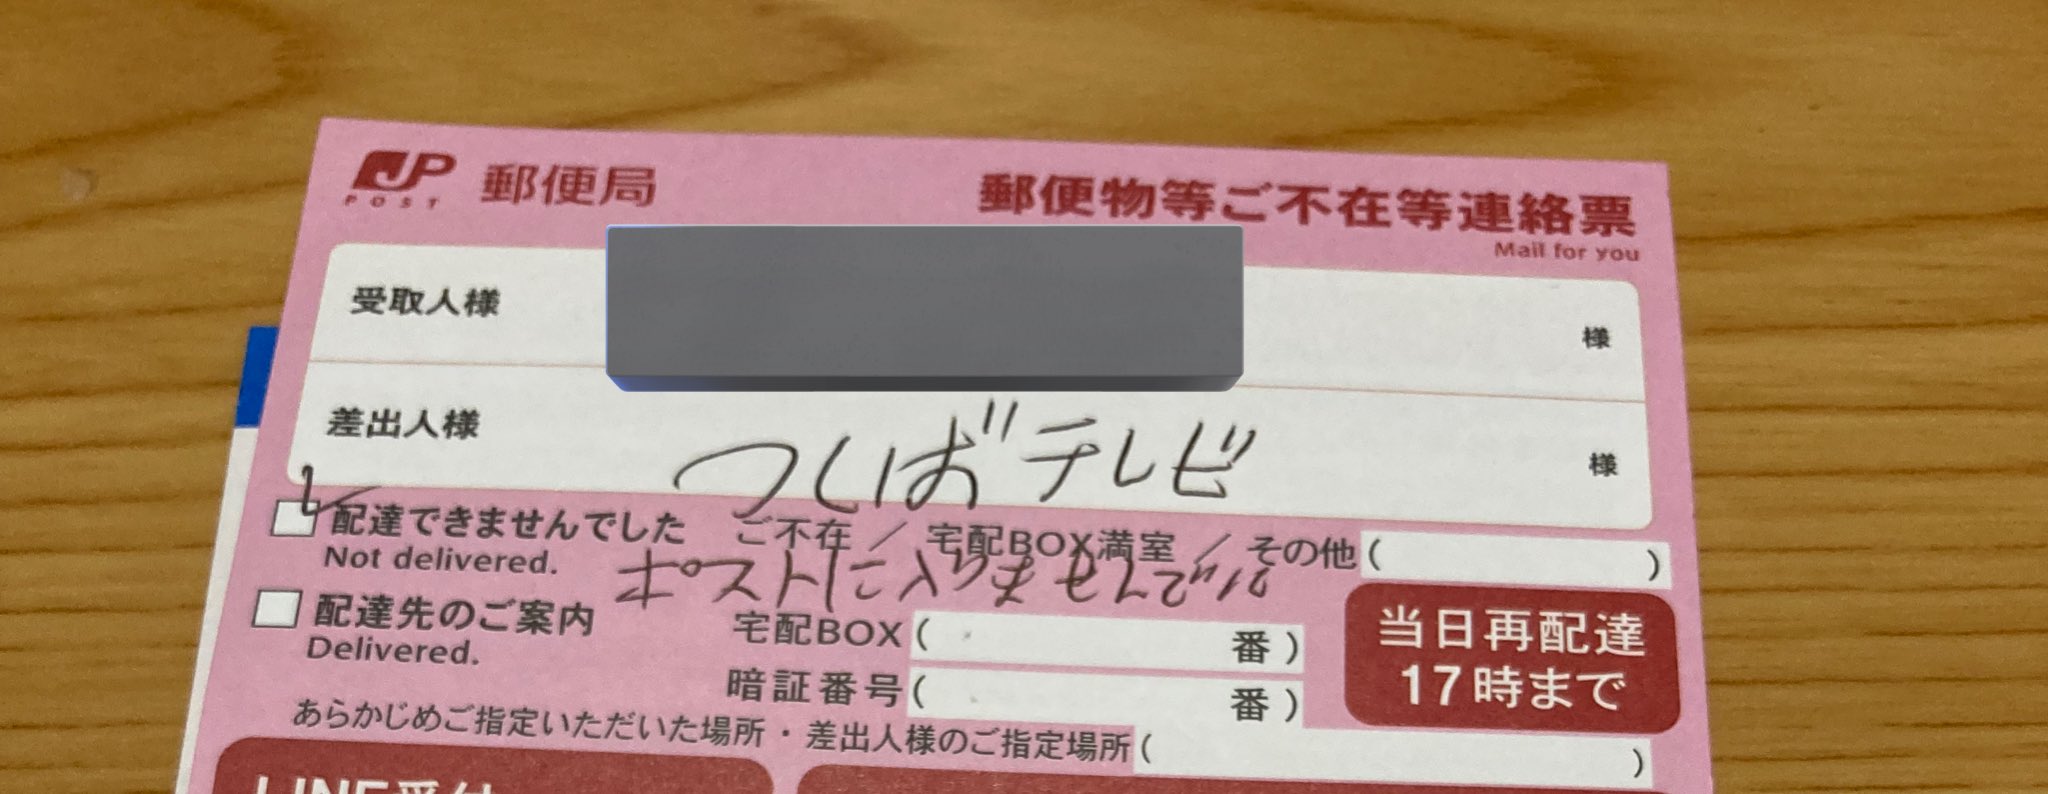 JP POST 郵便局
郵便物等ご不在等連絡票
Mail for you
受取人様 様
差出人様 つくばテレビ 様
配達できませんでした ご不在 / 宅配BOX満室 / その他( )
Not delivered.
ポストに入りませんでした
配達先のご案内
Delivered.
宅配BOX( 番)
暗証番号( 番)
当日再配達
17時まで
あらかじめご指定いただいた場所・差出人様のご指定場所( )
LINE受付